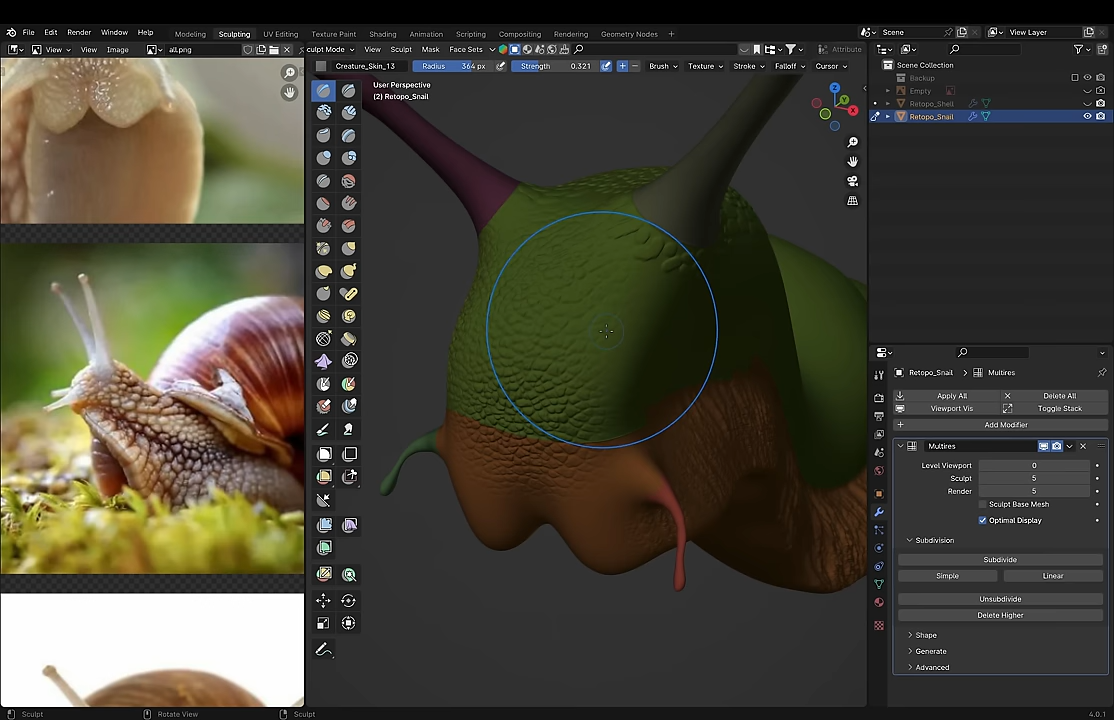 File Edit Render Window Help Modeling Sculpting UV Editing Texture Paint Shading Animation Scripting Compositing Rendering Geometry Nodes + Scene View Layer
View View Image all.png
culpt Mode View Sculpt Mask Face Sets Attribute
Creature_Skin_13 Radius 364 px Strength 0.321 Brush Texture Stroke Falloff Cursor
User Perspective
(2) Retopo_Snail
Z
Y
X
Scene Collection
Backup
Empty
Retopo_Shell
Retopo_Snail
Retopo_Snail > Multires
Apply All Delete All
Viewport Vis Toggle Stack
Add Modifier
Multires
Level Viewport 0
Sculpt 5
Render 5
Sculpt Base Mesh
Optimal Display
Subdivision
Subdivide
Simple Linear
Unsubdivide
Delete Higher
Shape
Generate
Advanced
Sculpt Rotate View Sculpt 4.0.1